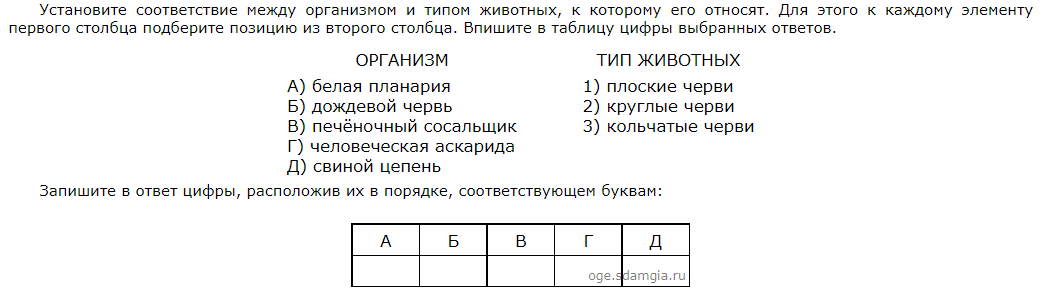 Установите соответствие между организмом и типом животных, к которому его относят. Для этого к каждому элементу
первого столбца подберите позицию из второго столбца. Впишите в таблицу цифры выбранных ответов.
ОРГАНИЗМ ТИП ЖИВОТНЫХ
А) белая планария 1) плоские черви
Б) дождевой червь 2) круглые черви
В) печёночный сосальщик 3) кольчатые черви
Г) человеческая аскарида
Д) свиной цепень
Запишите в ответ цифры, расположив их в порядке, соответствующем буквам:
А Б В Г Д
oge.sdamgia.ru